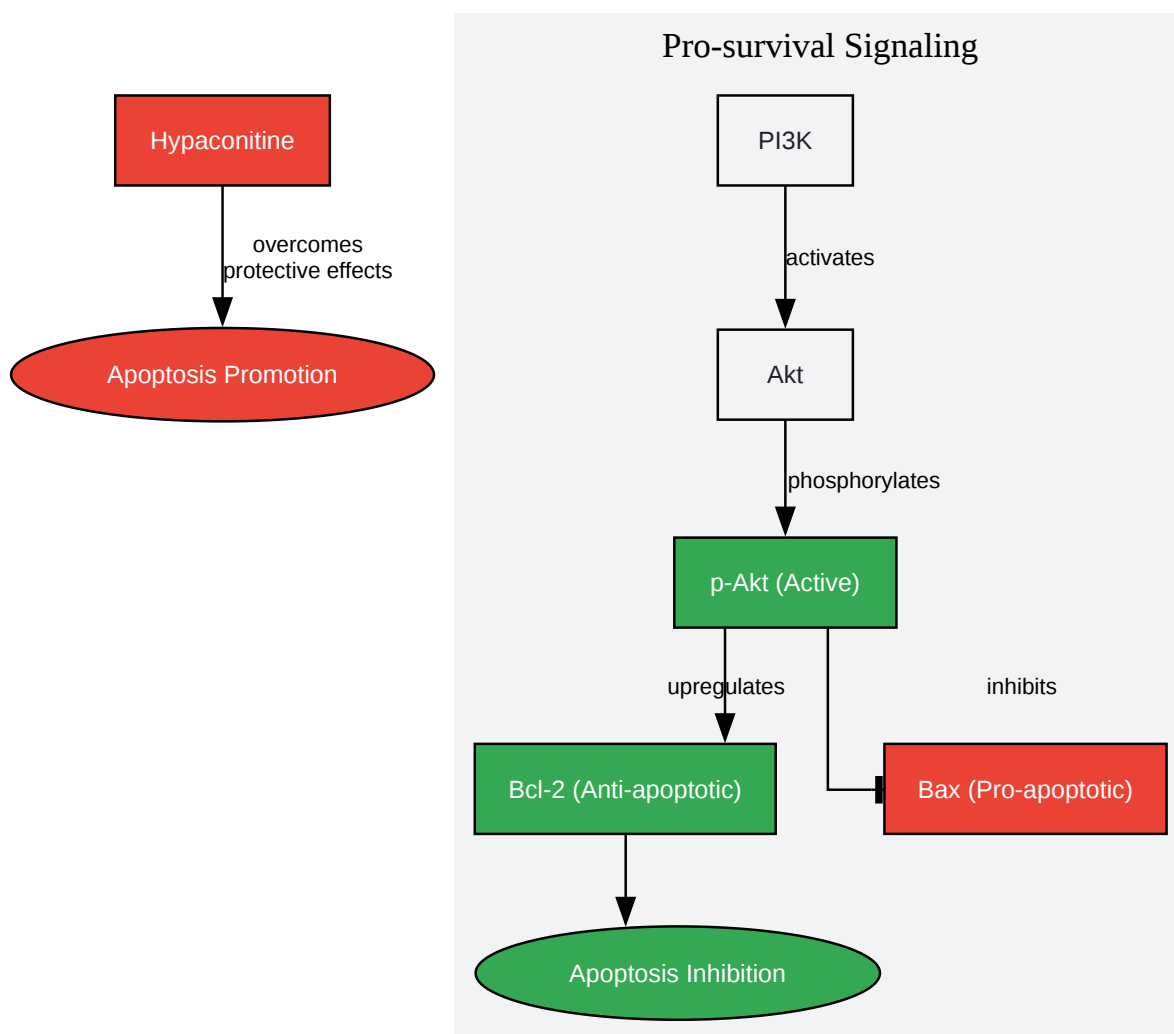 Pro-survival Signaling
Hypaconitine
PI3K
overcomes
protective effects
activates
Apoptosis Promotion
Akt
phosphorylates
p-Akt (Active)
upregulates
inhibits
Bcl-2 (Anti-apoptotic)
Bax (Pro-apoptotic)
Apoptosis Inhibition